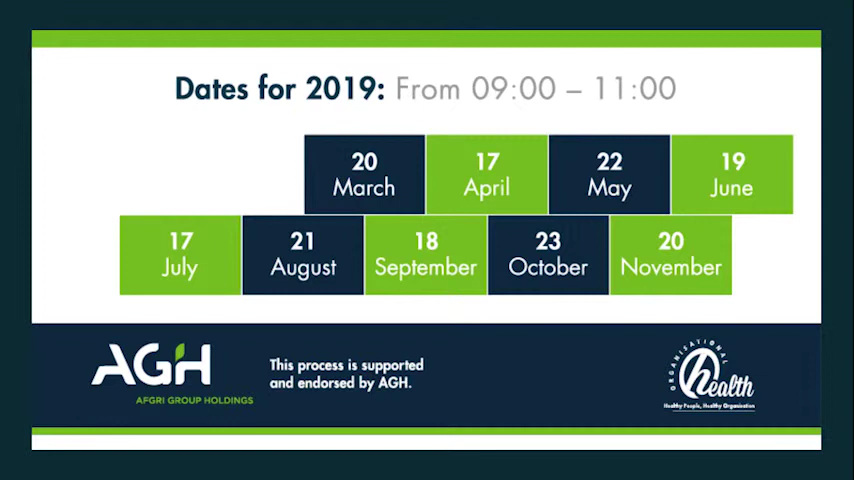 Dates for 2019: From 09:00 – 11:00
20
March
17
April
22
May
19
June
17
July
21
August
18
September
23
October
20
November
AGH
AFGRI GROUP HOLDINGS
This process is supported
and endorsed by AGH.
ORGANISATIONAL
health
Healthy People, Healthy Organisation